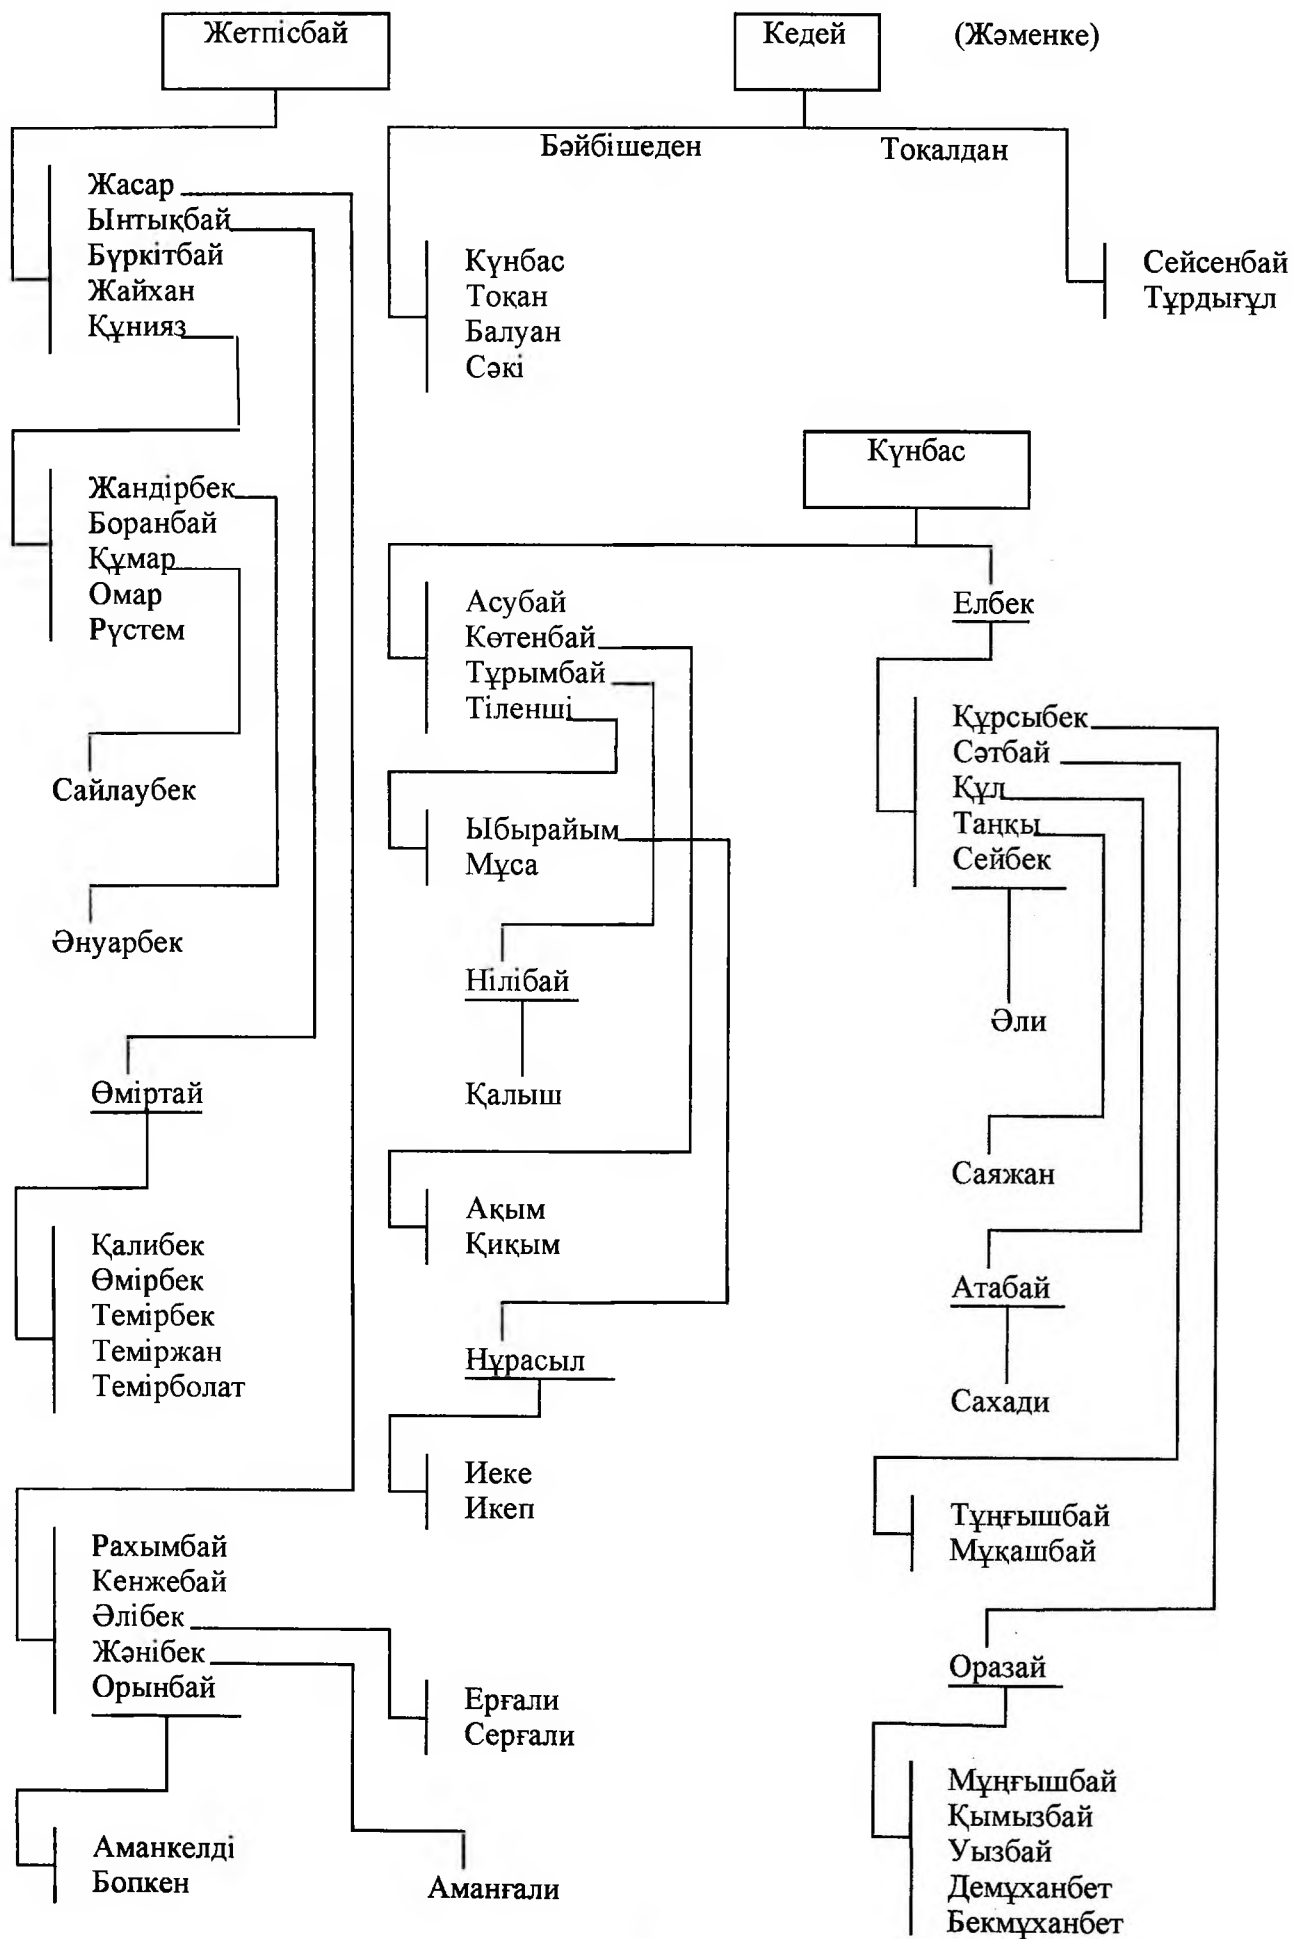 Жетпісбай
Кедей (Жәменке)
Бәйбішеден
Тоқалдан
Жасар
Ынтықбай
Бүркітбай
Жайхан
Құнияз
Күнбас
Тоқан
Балуан
Сәкі
Сейсенбай
Тұрдығұл
Жандірбек
Боранбай
Құмар
Омар
Рүстем
Сайлаубек
Әнуарбек
Өміртай
Қалибек
Өмірбек
Темірбек
Теміржан
Темірболат
Рахымбай
Кенжебай
Әлібек
Жәнібек
Орынбай
Ерғали
Серғали
Аманкелді
Бопкен
Аманғали
Күнбас
Асубай
Көтенбай
Тұрымбай
Тіленші
Ыбырайым
Мұса
Нілібай
Қалыш
Ақым
Қиқым
Нұрасыл
Иеке
Икеп
Елбек
Құрсыбек
Сәтбай
Құл
Таңқы
Сейбек
Әли
Саяжан
Атабай
Сахади
Тұңғышбай
Мұқашбай
Оразай
Мұңғышбай
Қымызбай
Уызбай
Демұханбет
Бекмұханбет